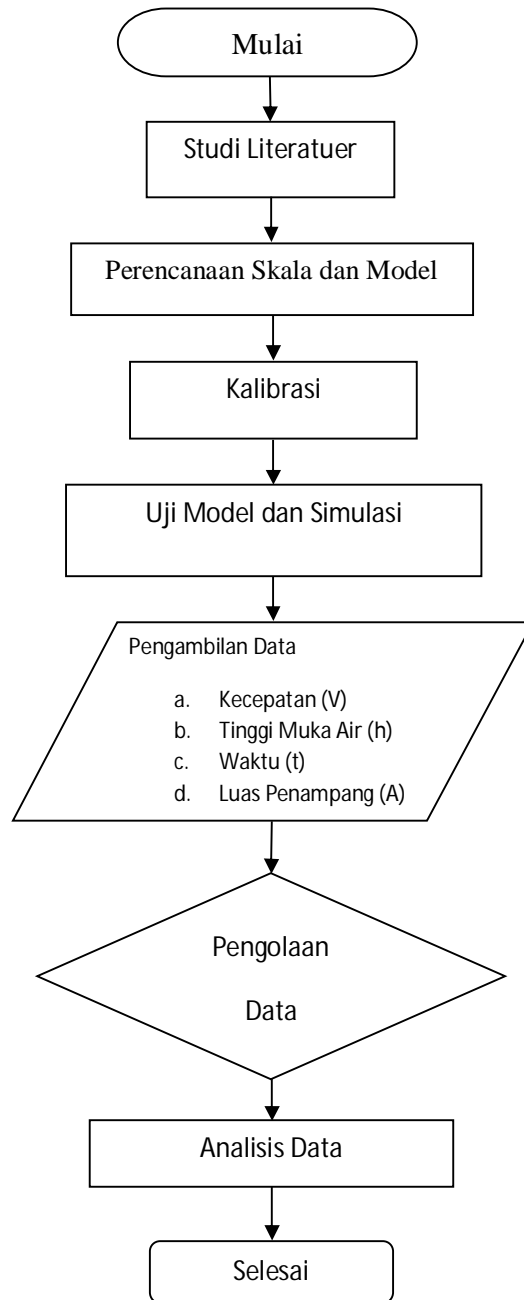 Mulai
Studi Literatuer
Perencanaan Skala dan Model
Kalibrasi
Uji Model dan Simulasi
Pengambilan Data
a. Kecepatan (V)
b. Tinggi Muka Air (h)
c. Waktu (t)
d. Luas Penampang (A)
Pengolaan
Data
Analisis Data
Selesai